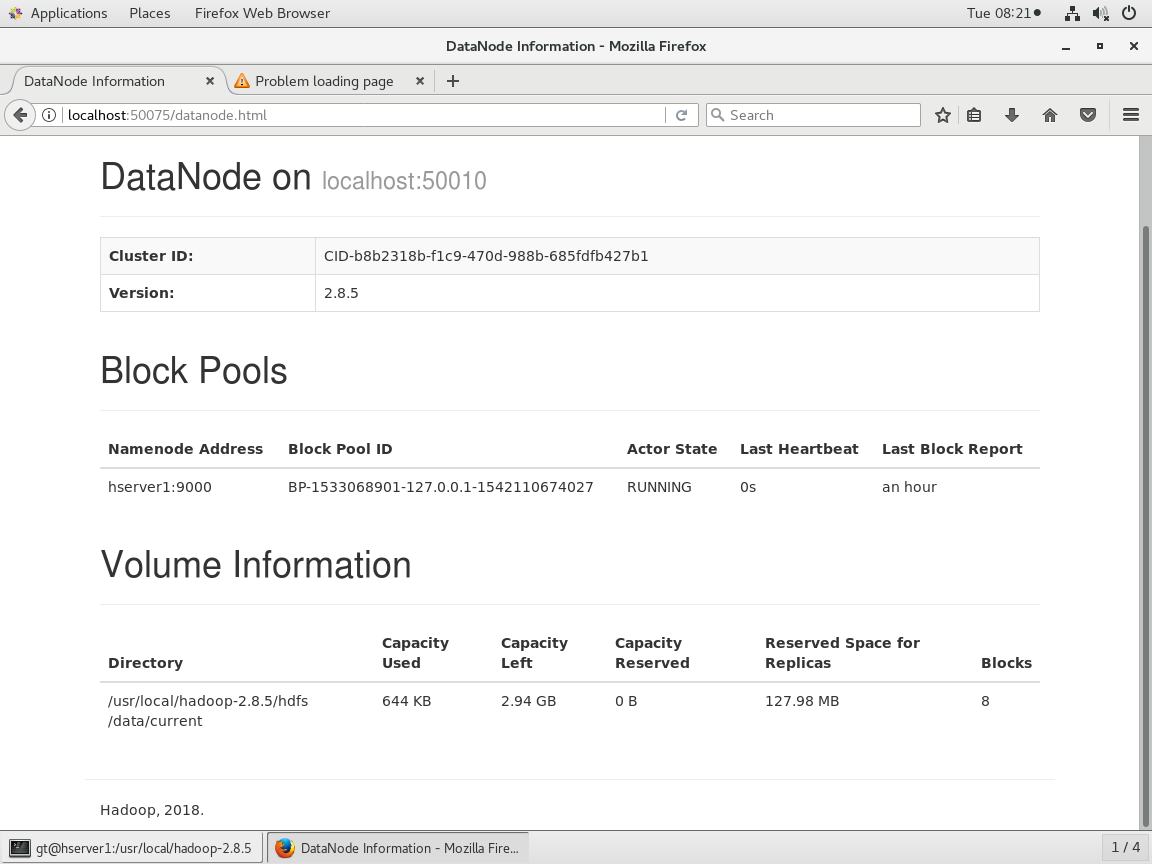 Applications Places Firefox Web Browser Tue 08:21
DataNode Information - Mozilla Firefox
DataNode Information Problem loading page
localhost:50075/datanode.html Search
DataNode on localhost:50010
Cluster ID: CID-b8b2318b-f1c9-470d-988b-685fdfb427b1
Version: 2.8.5
Block Pools
Namenode Address Block Pool ID Actor State Last Heartbeat Last Block Report
hserver1:9000 BP-1533068901-127.0.0.1-1542110674027 RUNNING 0s an hour
Volume Information
Directory Capacity Used Capacity Left Capacity Reserved Reserved Space for Replicas Blocks
/usr/local/hadoop-2.8.5/hdfs 644 KB 2.94 GB 0 B 127.98 MB 8
/data/current
Hadoop, 2018.
gt@hserver1:/usr/local/hadoop-2.8.5 DataNode Information - Mozilla Fire... 1 / 4